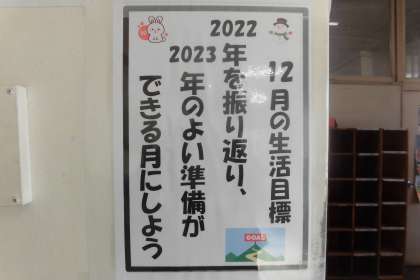 12月の生活目標
2022年を振り返り、
2023年のよい準備が
できる月にしよう
GOAL